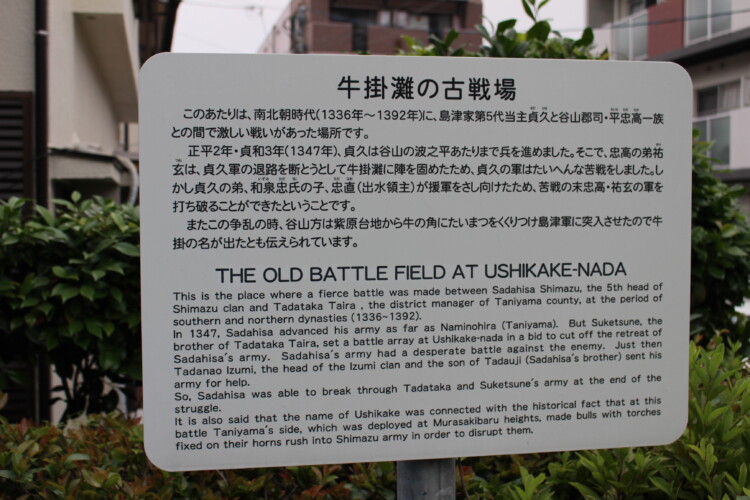 牛掛灘の古戦場
このあたりは、南北朝時代(1336年～1392年)に、島津家第5代当主貞久と谷山郡司・平忠高一族
との間で激しい戦いがあった場所です。
正平2年・貞和3年(1347年)、貞久は谷山の波之平あたりまで兵を進めました。そこで、忠高の弟祐
玄は、貞久軍の退路を断とうとして牛掛灘に陣を固めたため、貞久の軍はたいへんな苦戦をしました。し
かし貞久の弟、和泉忠氏の子、忠直(出水領主)が援軍をさし向けたため、苦戦の末忠高・祐玄の軍を
打ち破ることができたということです。
またこの争乱の時、谷山方は紫原台地から牛の角にたいまつをくくりつけ島津軍に突入させたので牛
掛の名が出たとも伝えられています。
THE OLD BATTLE FIELD AT USHIKAKE-NADA
This is the place where a fierce battle was made between Sadahisa Shimazu, the 5th head of
Shimazu clan and Tadataka Taira , the district manager of Taniyama county, at the period of
southern and northern dynasties (1336~1392).
In 1347, Sadahisa advanced his army as far as Naminohira (Taniyama). But Suketsune, the
brother of Tadataka Taira, set a battle array at Ushikake-nada in a bid to cut off the retreat of
Sadahisa's army. Sadahisa's army had a desperate battle against the enemy. Just then
Tadanao Izumi, the head of the Izumi clan and the son of Tadauji (Sadahisa's brother) sent his
army for help.
So, Sadahisa was able to break through Tadataka and Suketsune's army at the end of the
struggle.
It is also said that the name of Ushikake was connected with the historical fact that at this
battle Taniyama's side, which was deployed at Murasakibaru heights, made bulls with torches
fixed on their horns rush into Shimazu army in order to disrupt them.